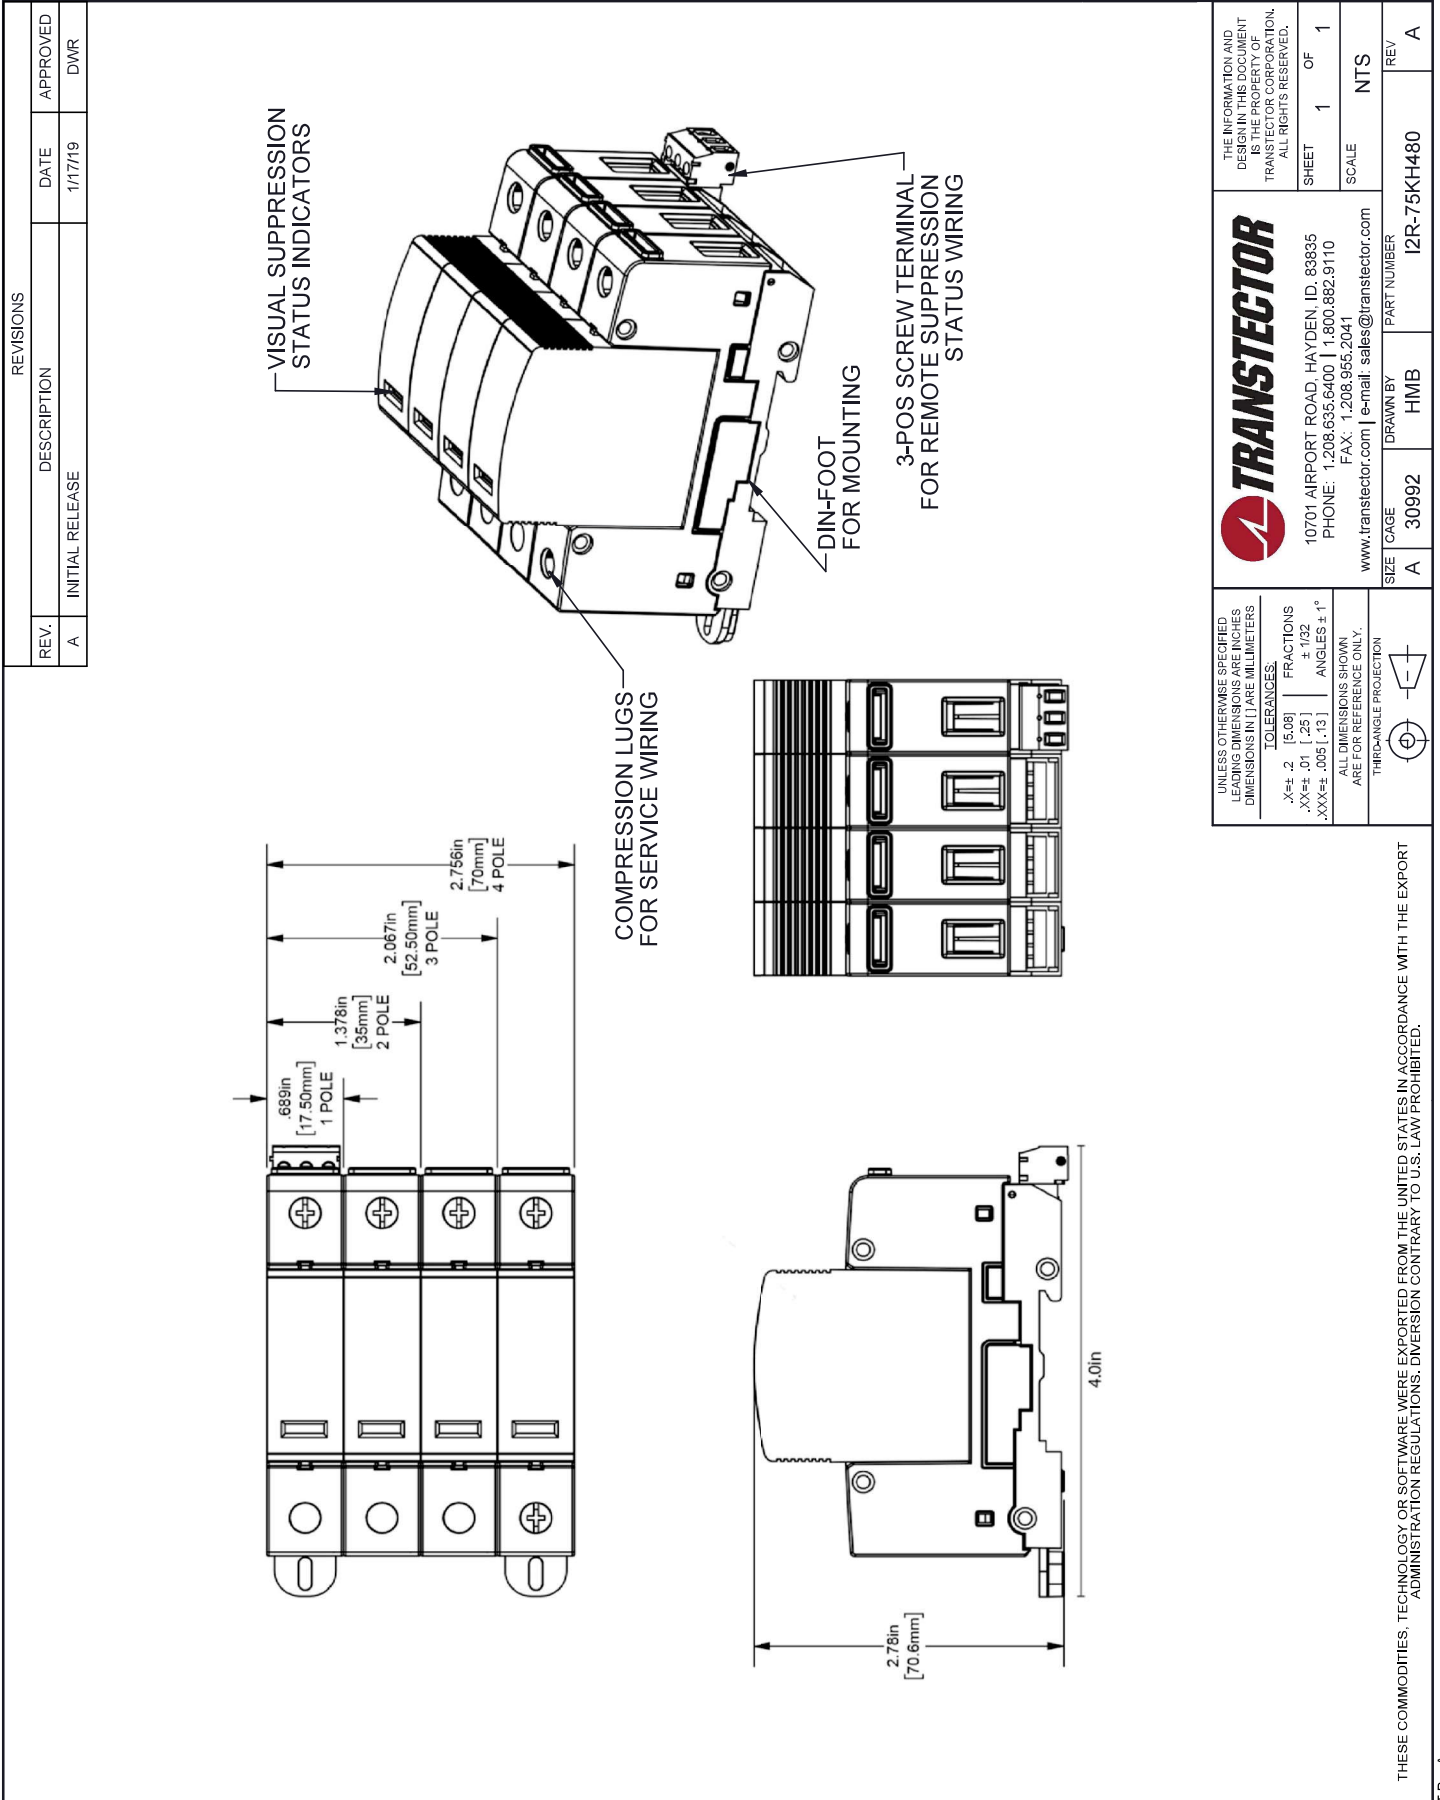 REVISIONS
REV. DESCRIPTION DATE APPROVED
A INITIAL RELEASE 1/17/19 DWR
.689in
[17.50mm]
1 POLE
1.378in
[35mm]
2 POLE
2.067in
[52.50mm]
3 POLE
2.756in
[70mm]
4 POLE
VISUAL SUPPRESSION
STATUS INDICATORS
COMPRESSION LUGS
FOR SERVICE WIRING
DIN-FOOT
FOR MOUNTING
3-POS SCREW TERMINAL
FOR REMOTE SUPPRESSION
STATUS WIRING
2.78in
[70.6mm]
4.0in
UNLESS OTHERWISE SPECIFIED
LEADING DIMENSIONS ARE INCHES
DIMENSIONS IN [ ] ARE MILLIMETERS
TOLERANCES:
.X=± .2 [5.08] FRACTIONS
.XX=± .01 [ .25 ] ± 1/32
.XXX=± .005 [ .13 ] ANGLES ± 1°
ALL DIMENSIONS SHOWN
ARE FOR REFERENCE ONLY.
THIRD-ANGLE PROJECTION
TRANSTECTOR
10701 AIRPORT ROAD, HAYDEN, ID. 83835
PHONE: 1.208.635.6400 | 1.800.882.9110
FAX: 1.208.955.2041
www.transtector.com | e-mail: sales@transtector.com
THE INFORMATION AND
DESIGN IN THIS DOCUMENT
IS THE PROPERTY OF
TRANSTECTOR CORPORATION.
ALL RIGHTS RESERVED.
SHEET 1 OF 1
SCALE NTS
SIZE A
CAGE 30992
DRAWN BY HMB
PART NUMBER I2R-75KH480
REV A
THESE COMMODITIES, TECHNOLOGY OR SOFTWARE WERE EXPORTED FROM THE UNITED STATES IN ACCORDANCE WITH THE EXPORT
ADMINISTRATION REGULATIONS. DIVERSION CONTRARY TO U.S. LAW PROHIBITED.